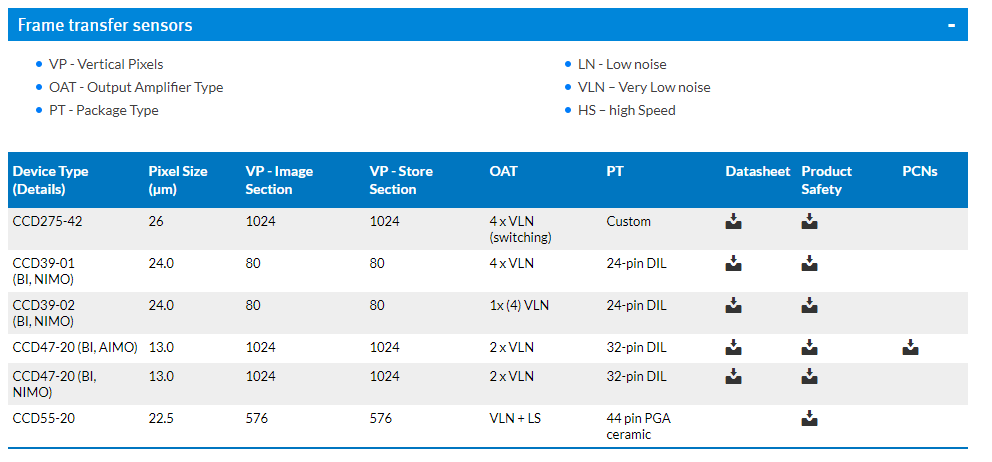 Frame transfer sensors -
VP - Vertical Pixels
OAT - Output Amplifier Type
PT - Package Type
LN - Low noise
VLN – Very Low noise
HS – high Speed
Device Type (Details) Pixel Size (µm) VP - Image Section VP - Store Section OAT PT Datasheet Product Safety PCNs
CCD275-42 26 1024 1024 4 x VLN (switching) Custom
CCD39-01 (BI, NIMO) 24.0 80 80 4 x VLN 24-pin DIL
CCD39-02 (BI, NIMO) 24.0 80 80 1x (4) VLN 24-pin DIL
CCD47-20 (BI, AIMO) 13.0 1024 1024 2 x VLN 32-pin DIL
CCD47-20 (BI, NIMO) 13.0 1024 1024 2 x VLN 32-pin DIL
CCD55-20 22.5 576 576 VLN + LS 44 pin PGA ceramic